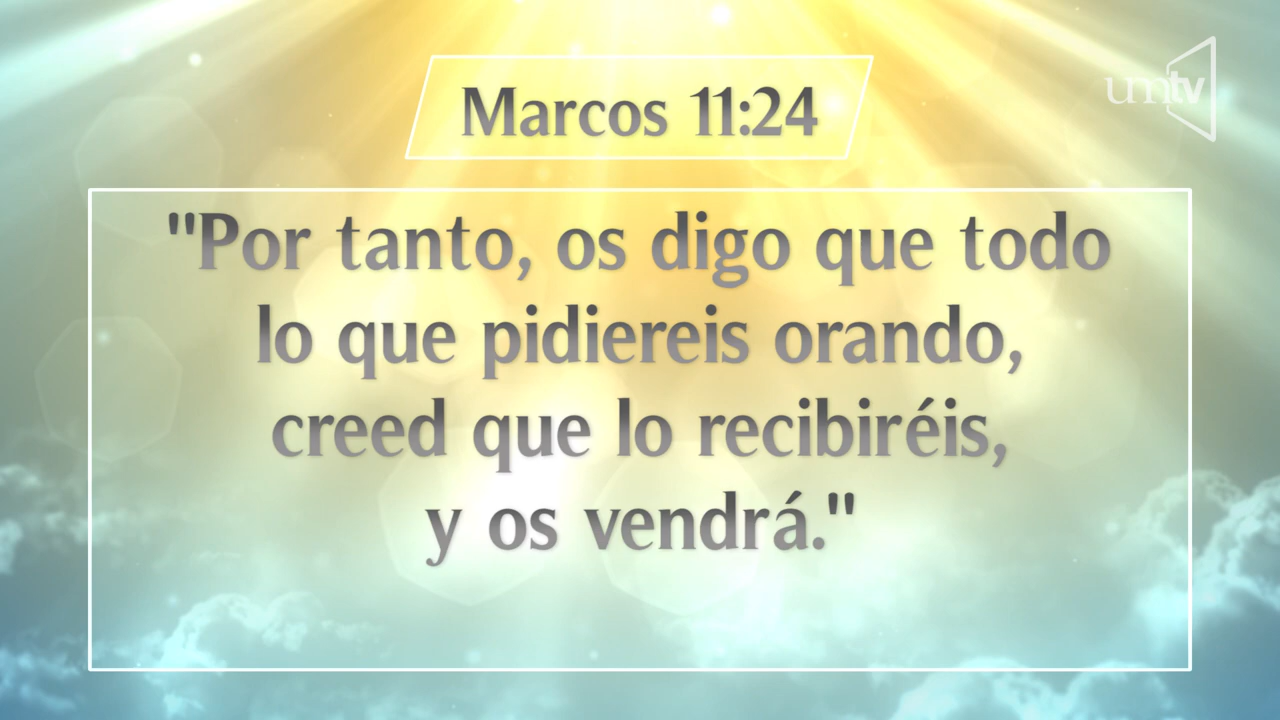 Marcos 11:24
umtv
"Por tanto, os digo que todo
lo que pidiereis orando,
creed que lo recibiréis,
y os vendrá."